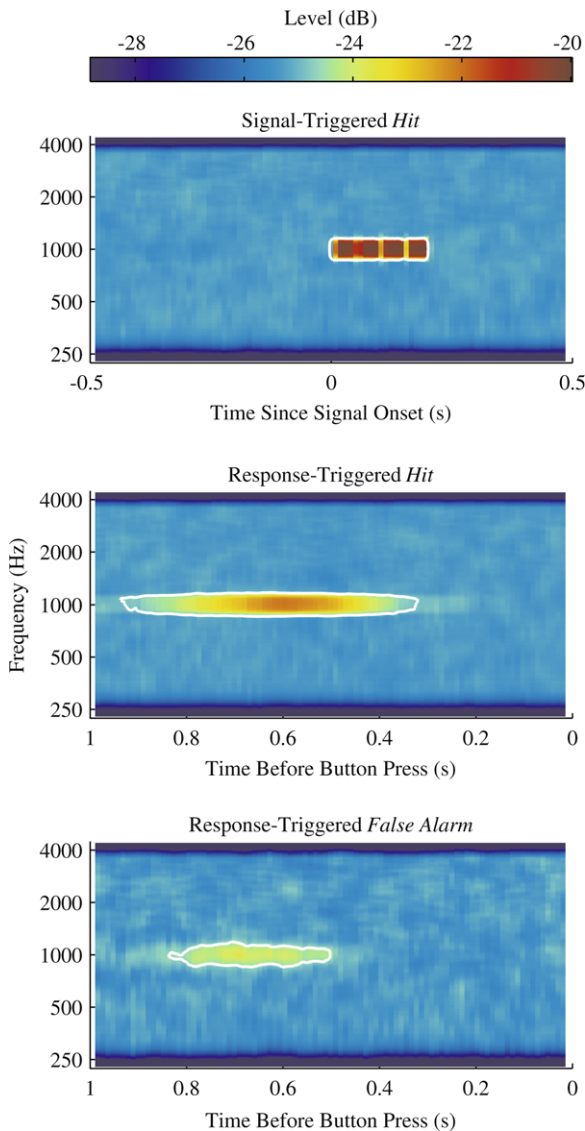 Level (dB)
-28 -26 -24 -22 -20
Signal-Triggered Hit
4000
2000
1000
500
250
-0.5 0 0.5
Time Since Signal Onset (s)
Response-Triggered Hit
Frequency (Hz)
4000
2000
1000
500
250
1 0.8 0.6 0.4 0.2 0
Time Before Button Press (s)
Response-Triggered False Alarm
4000
2000
1000
500
250
1 0.8 0.6 0.4 0.2 0
Time Before Button Press (s)